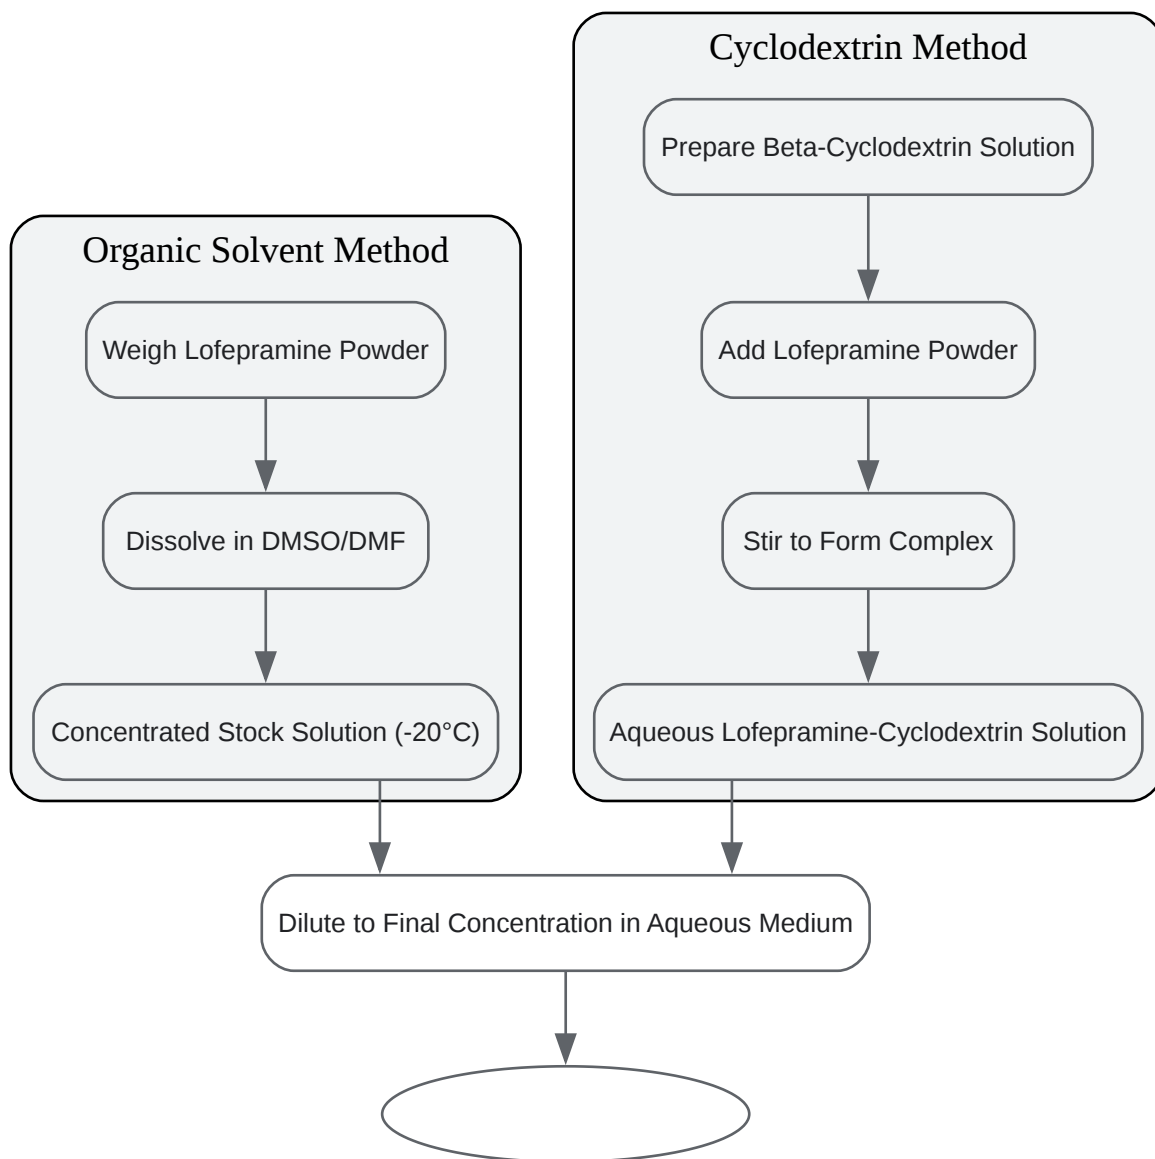 Organic Solvent Method
Weigh Lofepramine Powder
Dissolve in DMSO/DMF
Concentrated Stock Solution (-20°C)
Cyclodextrin Method
Prepare Beta-Cyclodextrin Solution
Add Lofepramine Powder
Stir to Form Complex
Aqueous Lofepramine-Cyclodextrin Solution
Dilute to Final Concentration in Aqueous Medium